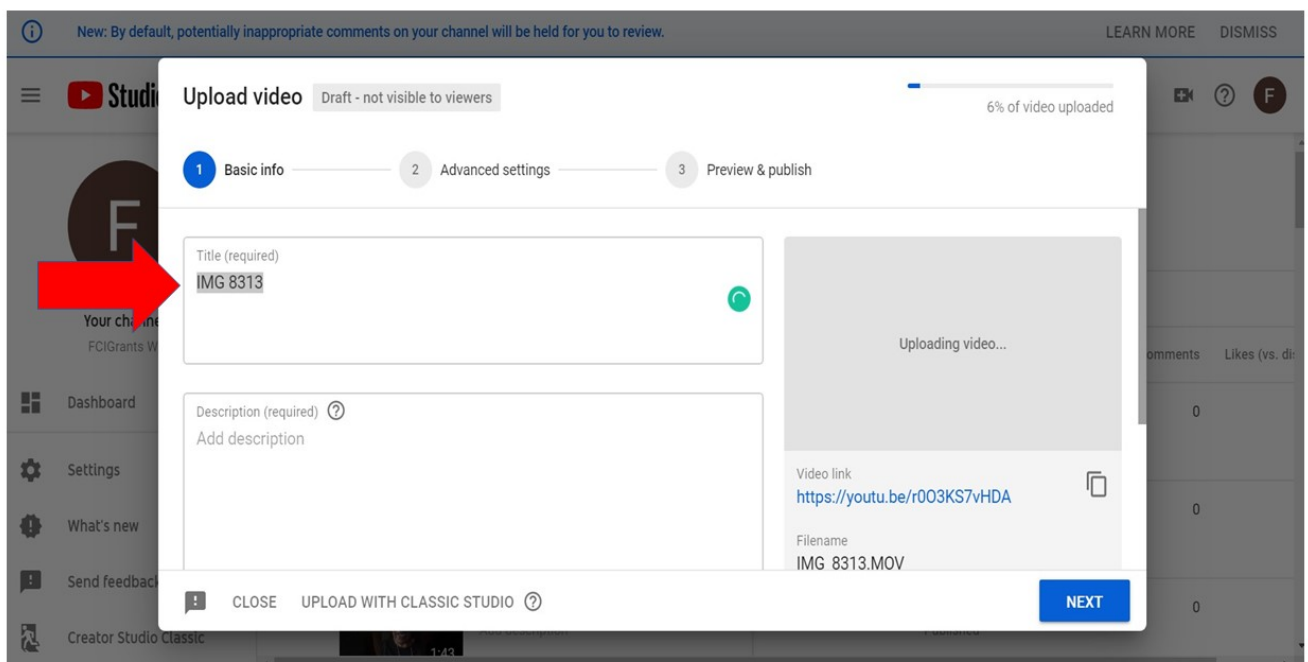 New: By default, potentially inappropriate comments on your channel will be held for you to review. LEARN MORE DISMISS
Studi
Upload video Draft - not visible to viewers
6% of video uploaded
F
1 Basic info 2 Advanced settings 3 Preview & publish
F
Title (required)
IMG 8313
Your
FCIGrants W
Uploading video...
omments Likes (vs. di
Dashboard
0
Description (required)
Add description
Settings
Video link
https://youtu.be/r0O3KS7vHDA
What's new
0
Filename
IMG_8313.MOV
Send feedback
CLOSE UPLOAD WITH CLASSIC STUDIO
NEXT
0
Creator Studio Classic
1:43